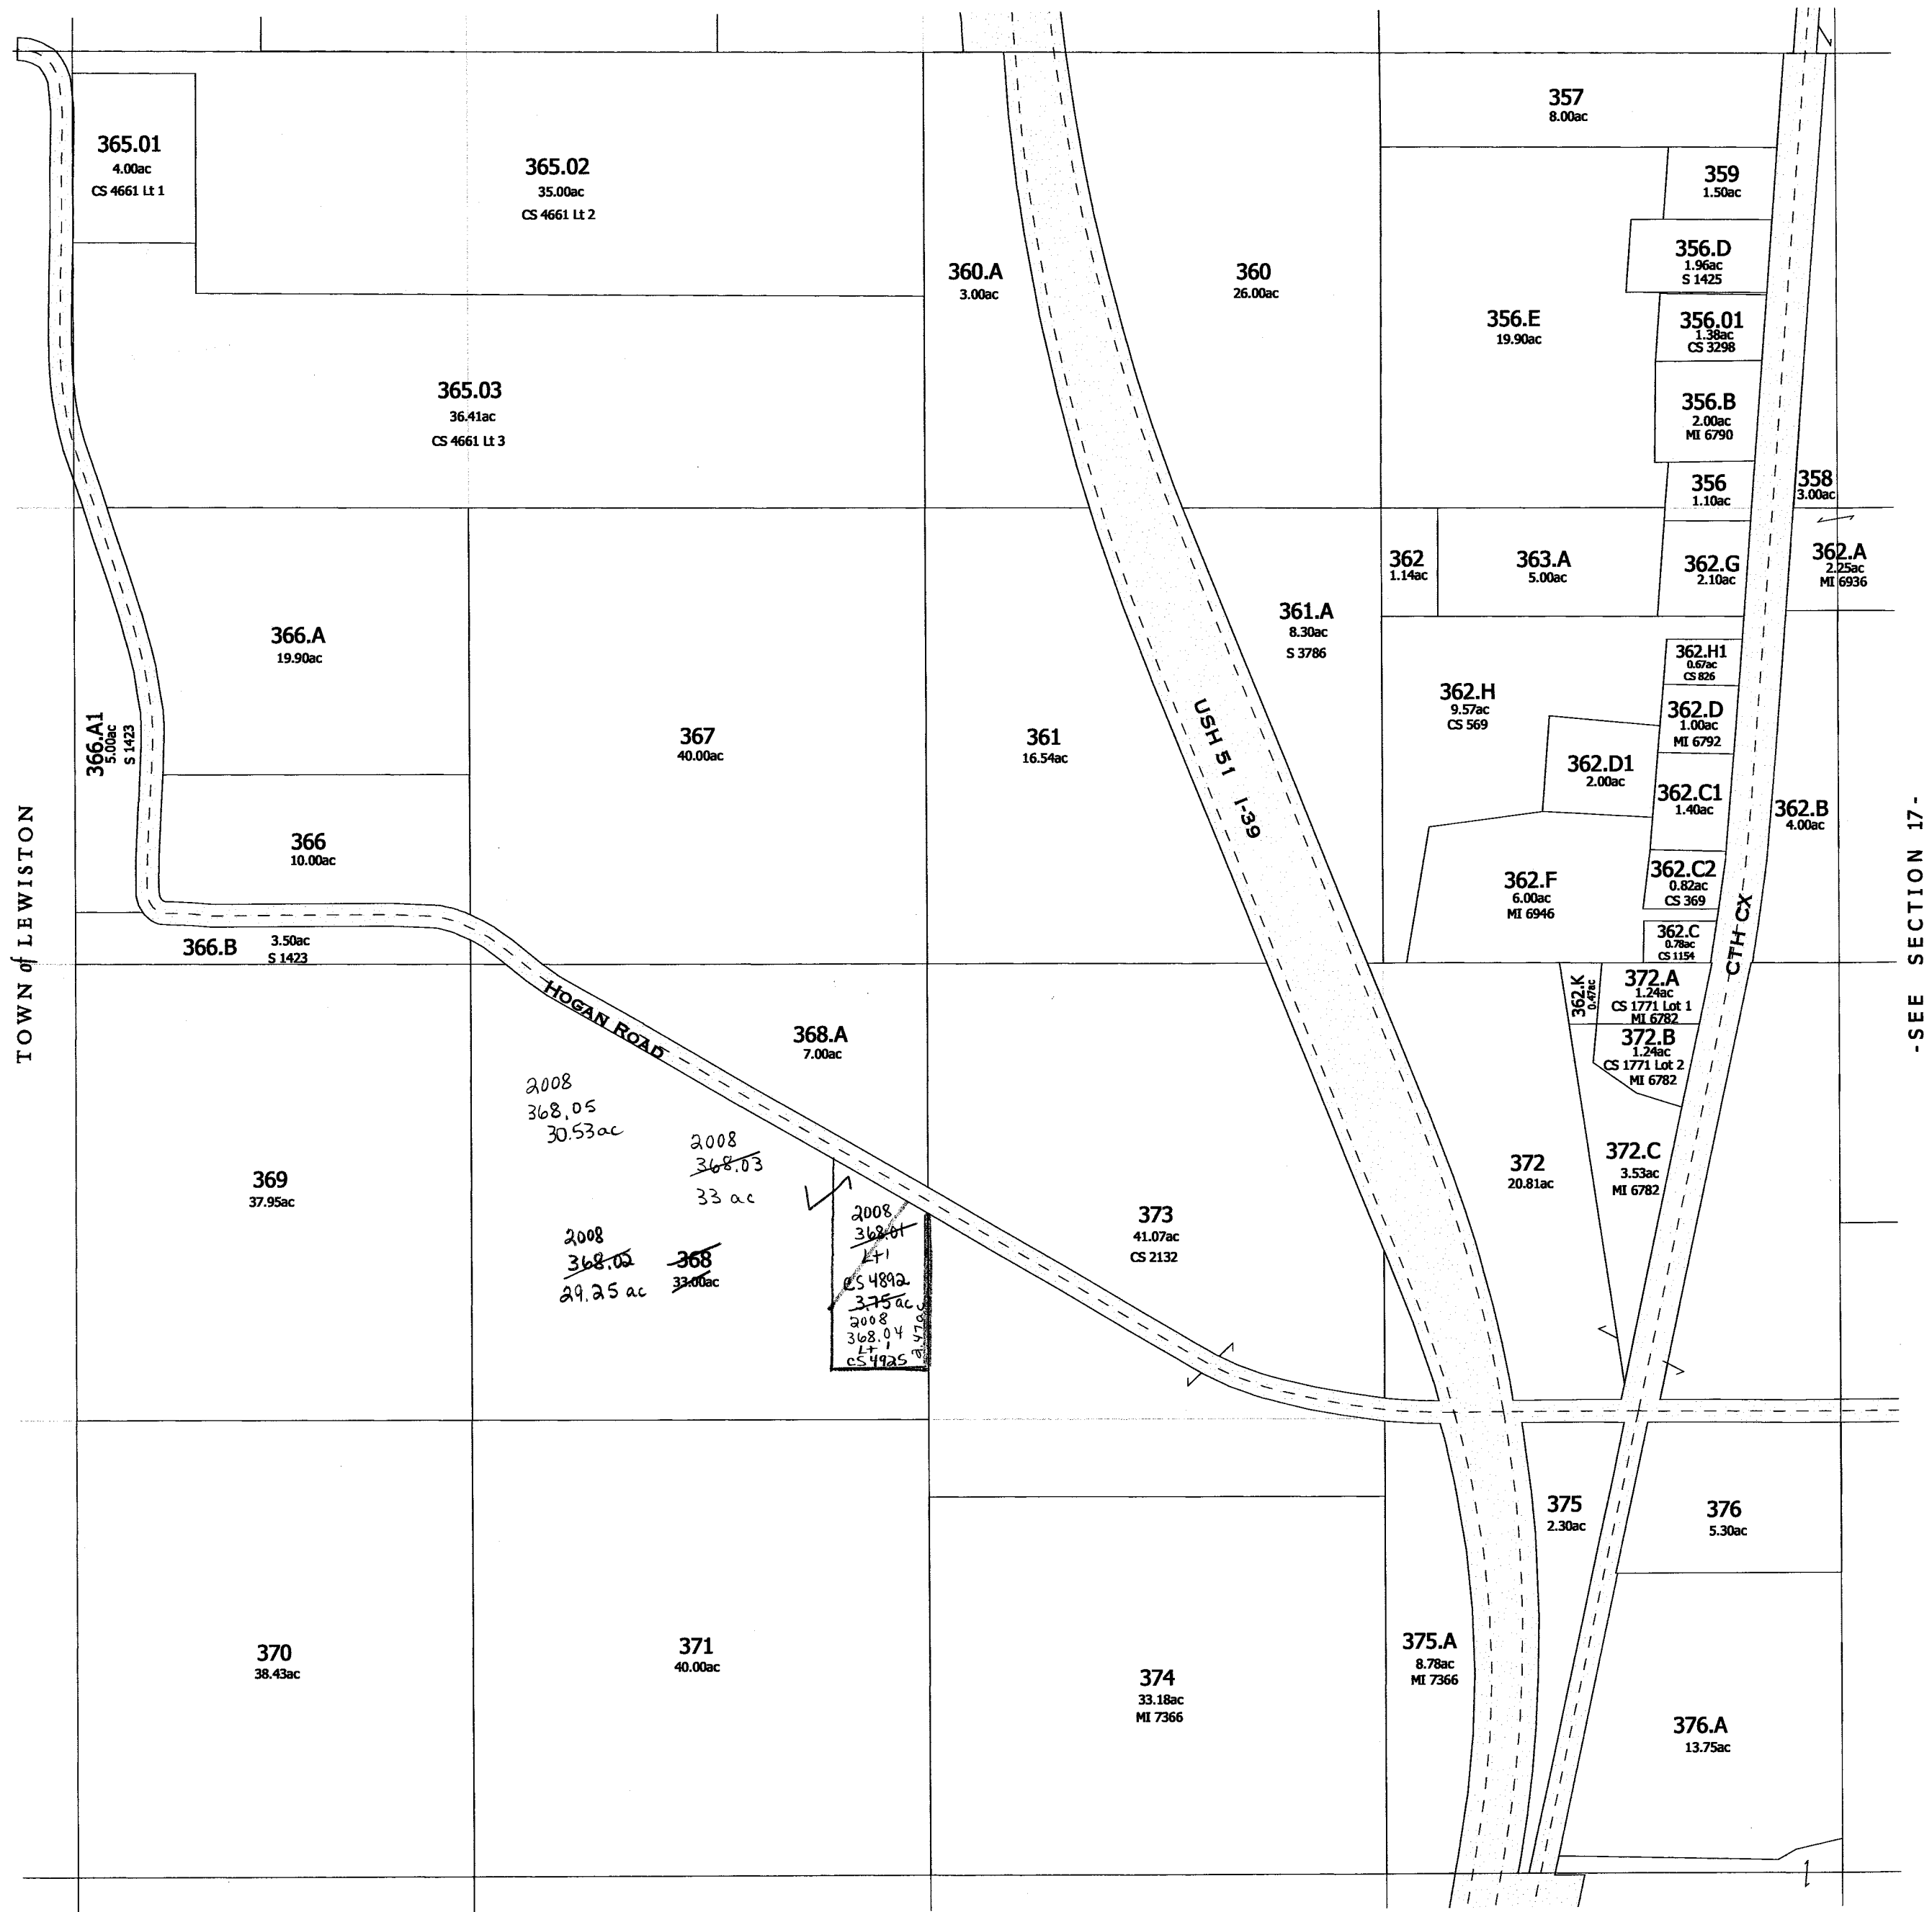 357
8.00ac
365.01
4.00ac
CS 4661 Lt 1
365.02
35.00ac
CS 4661 Lt 2
359
1.50ac
356.D
1.96ac
S 1425
360.A
3.00ac
360
26.00ac
356.E
19.90ac
356.01
1.38ac
CS 3298
365.03
36.41ac
CS 4661 Lt 3
356.B
2.00ac
MI 6790
356
1.10ac
358
3.00ac
362
1.14ac
363.A
5.00ac
362.G
2.10ac
362.A
2.25ac
MI 6936
366.A
19.90ac
361.A
8.30ac
S 3786
362.H1
0.67ac
CS 826
362.H
9.57ac
CS 569
362.D
1.00ac
MI 6792
366.A1
5.00ac
S 1423
367
40.00ac
361
16.54ac
USH 51 I-39
362.D1
2.00ac
362.C1
1.40ac
362.B
4.00ac
TOWN of LEWISTON
-SEE SECTION 17-
366
10.00ac
362.F
6.00ac
MI 6946
362.C2
0.82ac
CS 369
362.C
0.78ac
CS 1154
CTH CX
366.B
3.50ac
S 1423
HOGAN ROAD
368.A
7.00ac
362.K
0.47ac
372.A
1.24ac
CS 1771 Lot 1
MI 6782
372.B
1.24ac
CS 1771 Lot 2
MI 6782
2008
368.05
30.53ac
2008
368.03
33 ac
369
37.95ac
372
20.81ac
372.C
3.53ac
MI 6782
2008
368.02
29.25 ac
368
33.00ac
2008
368.01
Lt 1
CS 4892
3.75 ac
2008
368.04
Lt 1
CS 4925
2.47ac
373
41.07ac
CS 2132
375
2.30ac
376
5.30ac
370
38.43ac
371
40.00ac
374
33.18ac
MI 7366
375.A
8.78ac
MI 7366
376.A
13.75ac